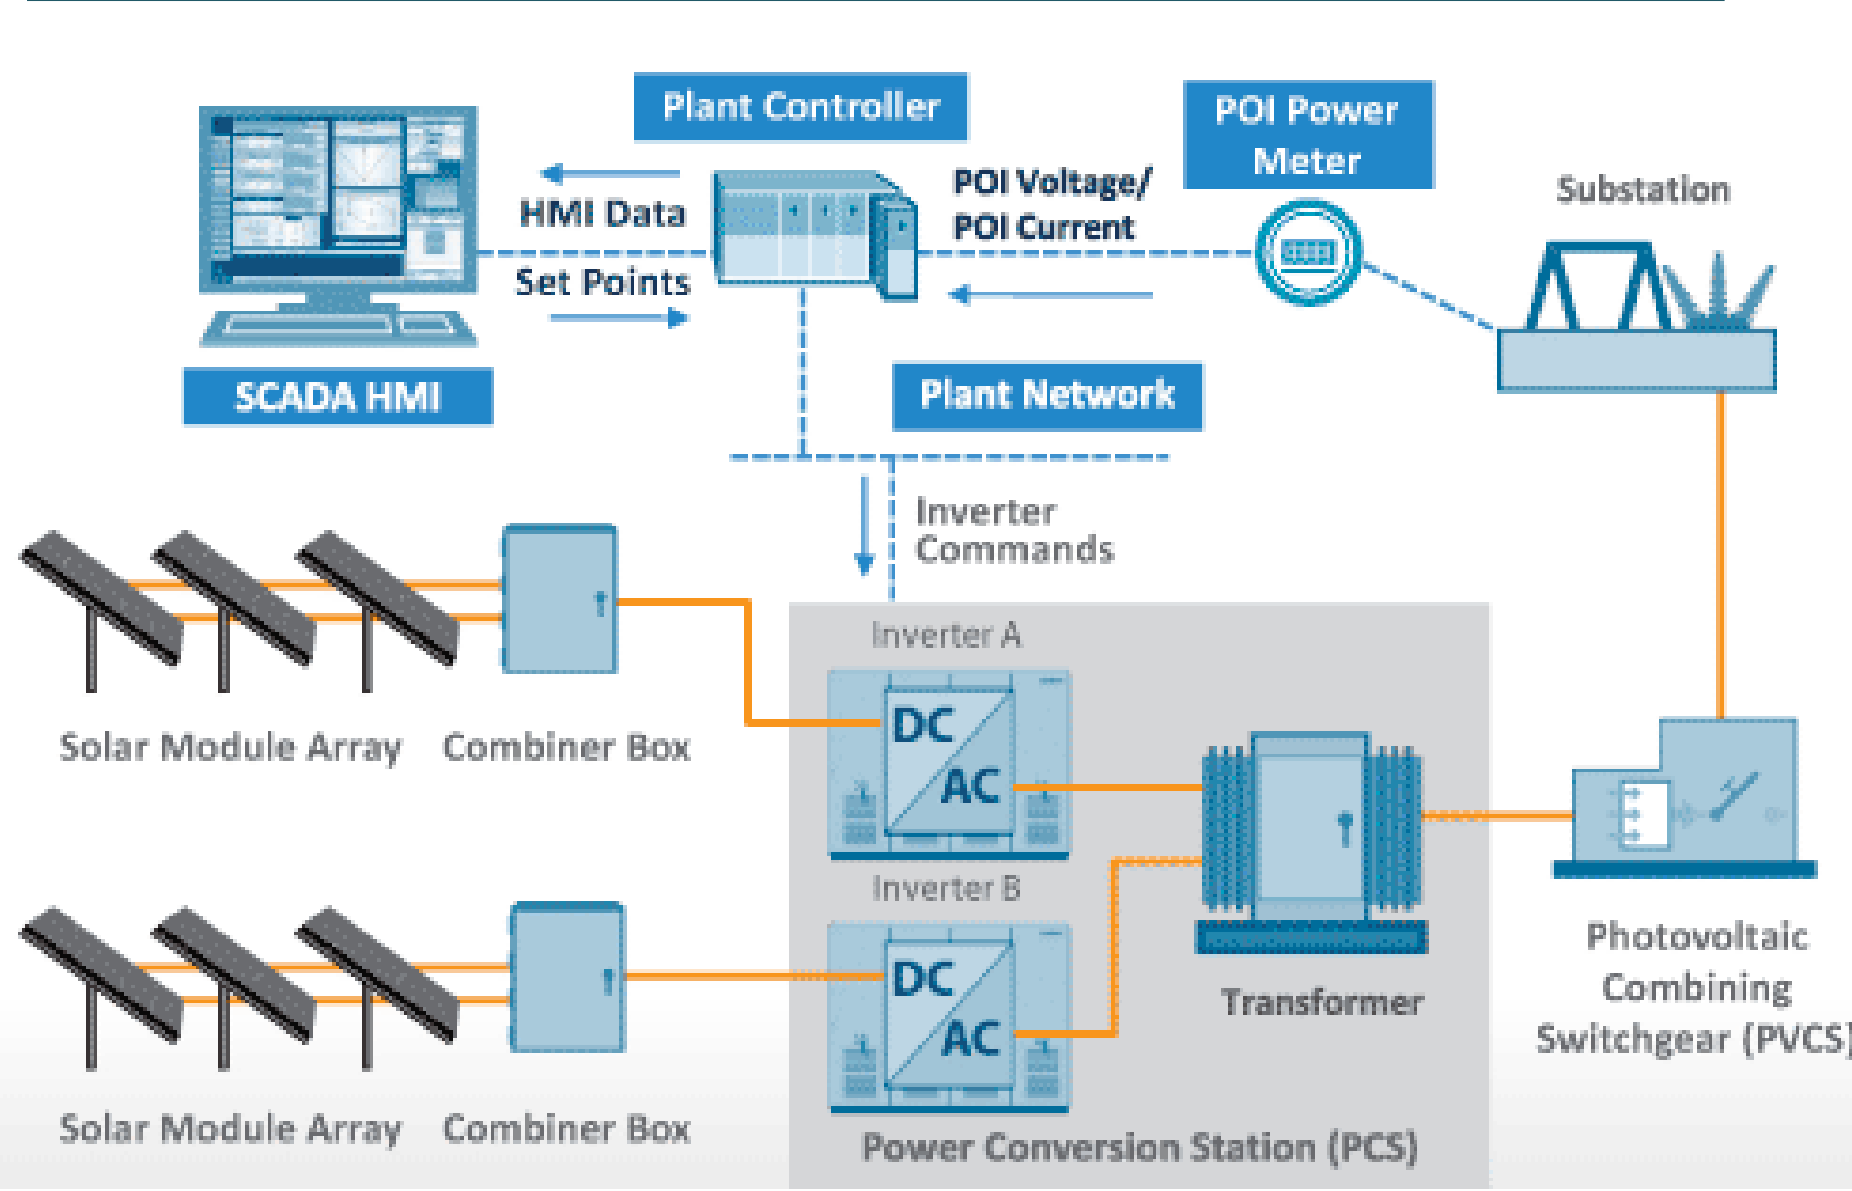 Plant Controller
POI Power
Meter
Substation
HMI Data
POI Voltage/
POI Current
Set Points
SCADA HMI
Plant Network
Inverter
Commands
Inverter A
DC
AC
Solar Module Array
Combiner Box
Inverter B
DC
AC
Transformer
Photovoltaic
Combining
Switchgear (PVCS)
Solar Module Array
Combiner Box
Power Conversion Station (PCS)